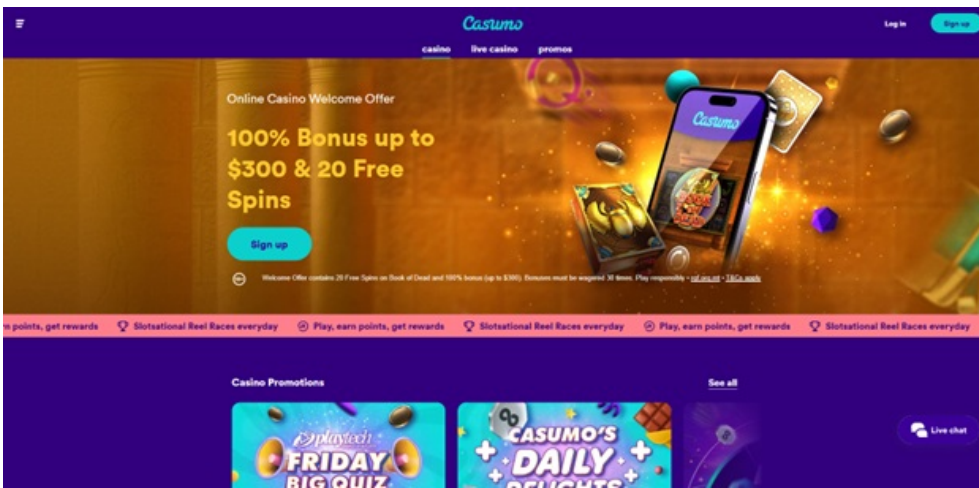 Casumo
Log in
Sign up
casino
live casino
promos
Online Casino Welcome Offer
100% Bonus up to
$300 & 20 Free
Spins
Sign up
Welcome Offer contains 20 Free Spins on Book of Dead and 100% bonus (up to $300). Bonuses must be wagered 30 times. Play responsibly - rgf.org.mt - T&Cs apply
Casumo
n points, get rewards
Slotsational Reel Races everyday
Play, earn points, get rewards
Slotsational Reel Races everyday
Play, earn points, get rewards
Slotsational Reel Races everyday
Casino Promotions
See all
playtech
FRIDAY
BIG QUIZ
CASUMO'S
DAILY
DELIGHTS
Live chat